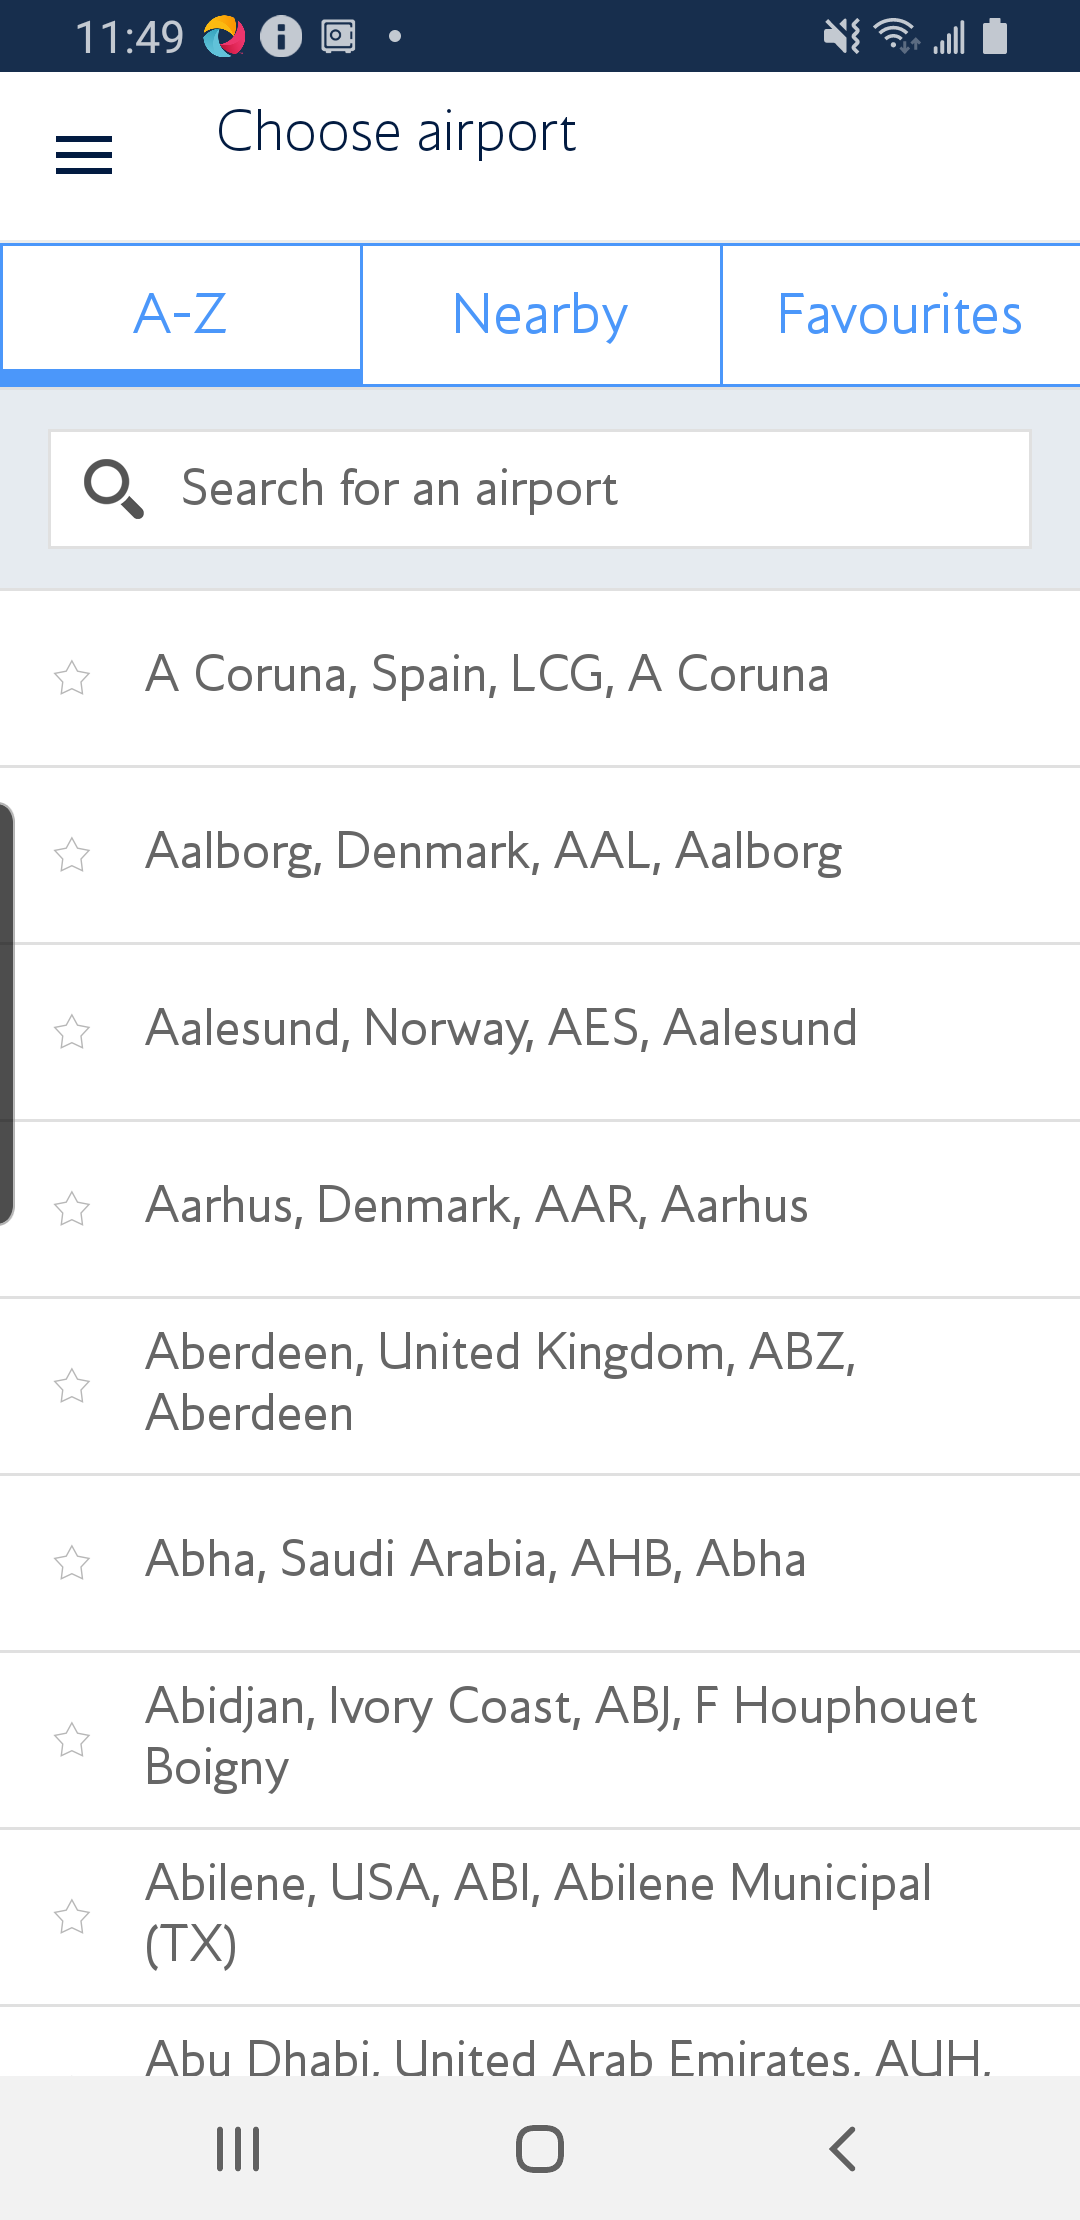 11:49
Choose airport
A-Z
Nearby
Favourites
Search for an airport
A Coruna, Spain, LCG, A Coruna
Aalborg, Denmark, AAL, Aalborg
Aalesund, Norway, AES, Aalesund
Aarhus, Denmark, AAR, Aarhus
Aberdeen, United Kingdom, ABZ,
Aberdeen
Abha, Saudi Arabia, AHB, Abha
Abidjan, Ivory Coast, ABJ, F Houphouet
Boigny
Abilene, USA, ABI, Abilene Municipal
(TX)
Abu Dhabi, United Arab Emirates, AUH,